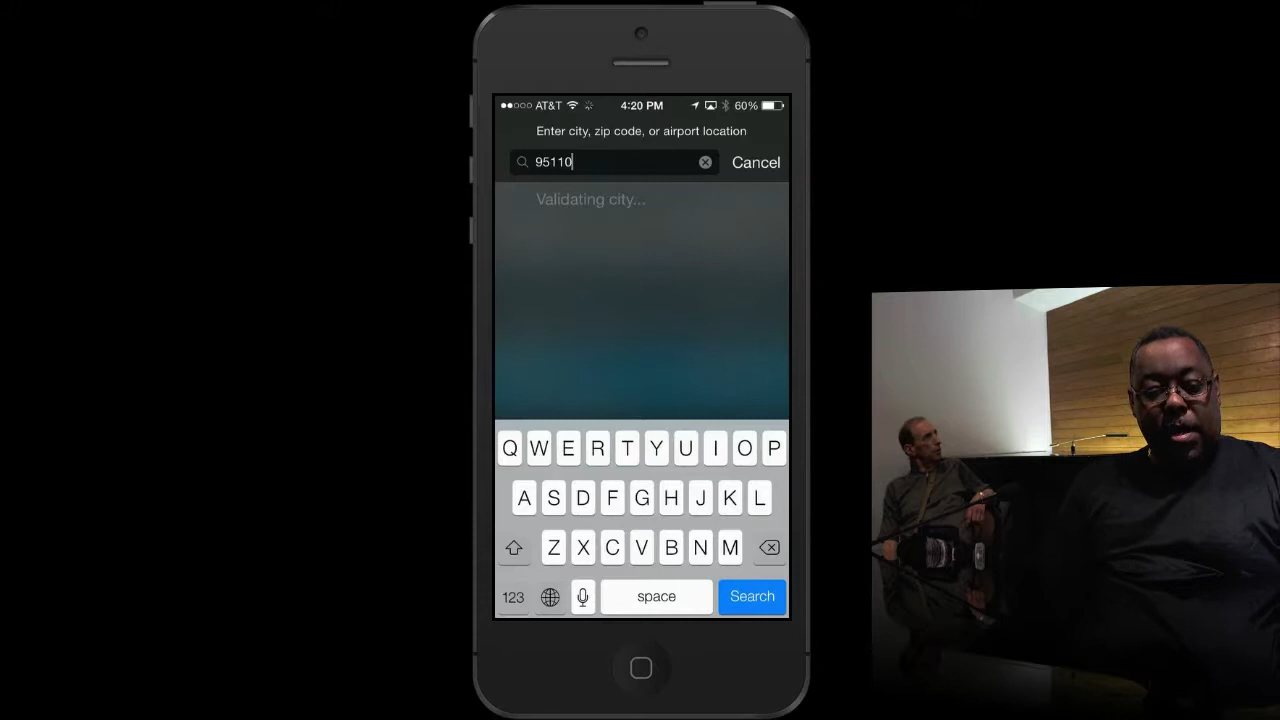 AT&T 4:20 PM 60%
Enter city, zip code, or airport location
95110 Cancel
Validating city...
Q W E R T Y U I O P
A S D F G H J K L
Z X C V B N M
123 space Search